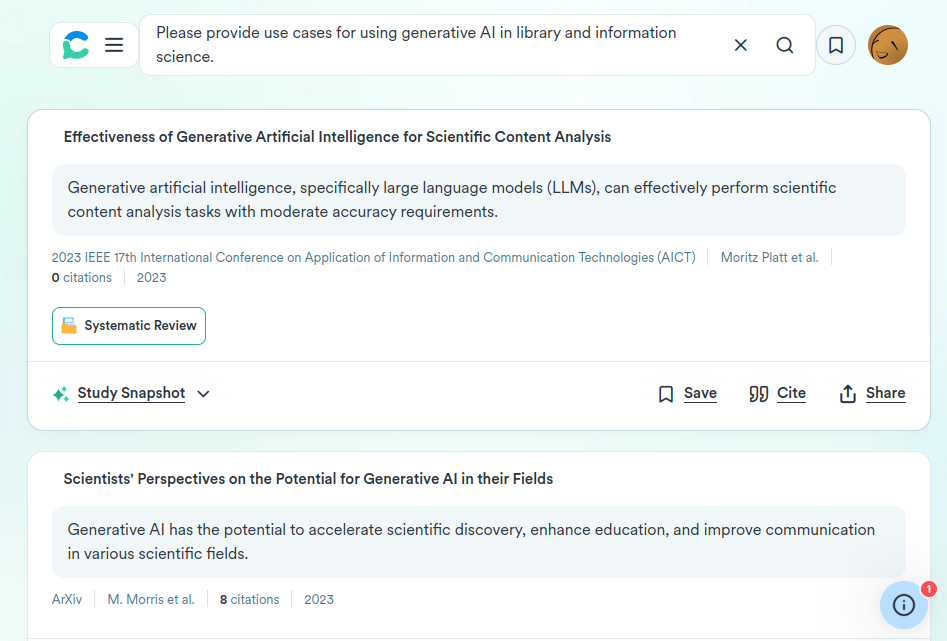 Please provide use cases for using generative AI in library and information
science.
Effectiveness of Generative Artificial Intelligence for Scientific Content Analysis
Generative artificial intelligence, specifically large language models (LLMs), can effectively perform scientific
content analysis tasks with moderate accuracy requirements.
2023 IEEE 17th International Conference on Application of Information and Communication Technologies (AICT) Moritz Platt et al.
0 citations 2023
Systematic Review
Study Snapshot Save Cite Share
Scientists' Perspectives on the Potential for Generative AI in their Fields
Generative AI has the potential to accelerate scientific discovery, enhance education, and improve communication
in various scientific fields.
ArXiv M. Morris et al. 8 citations 2023
1